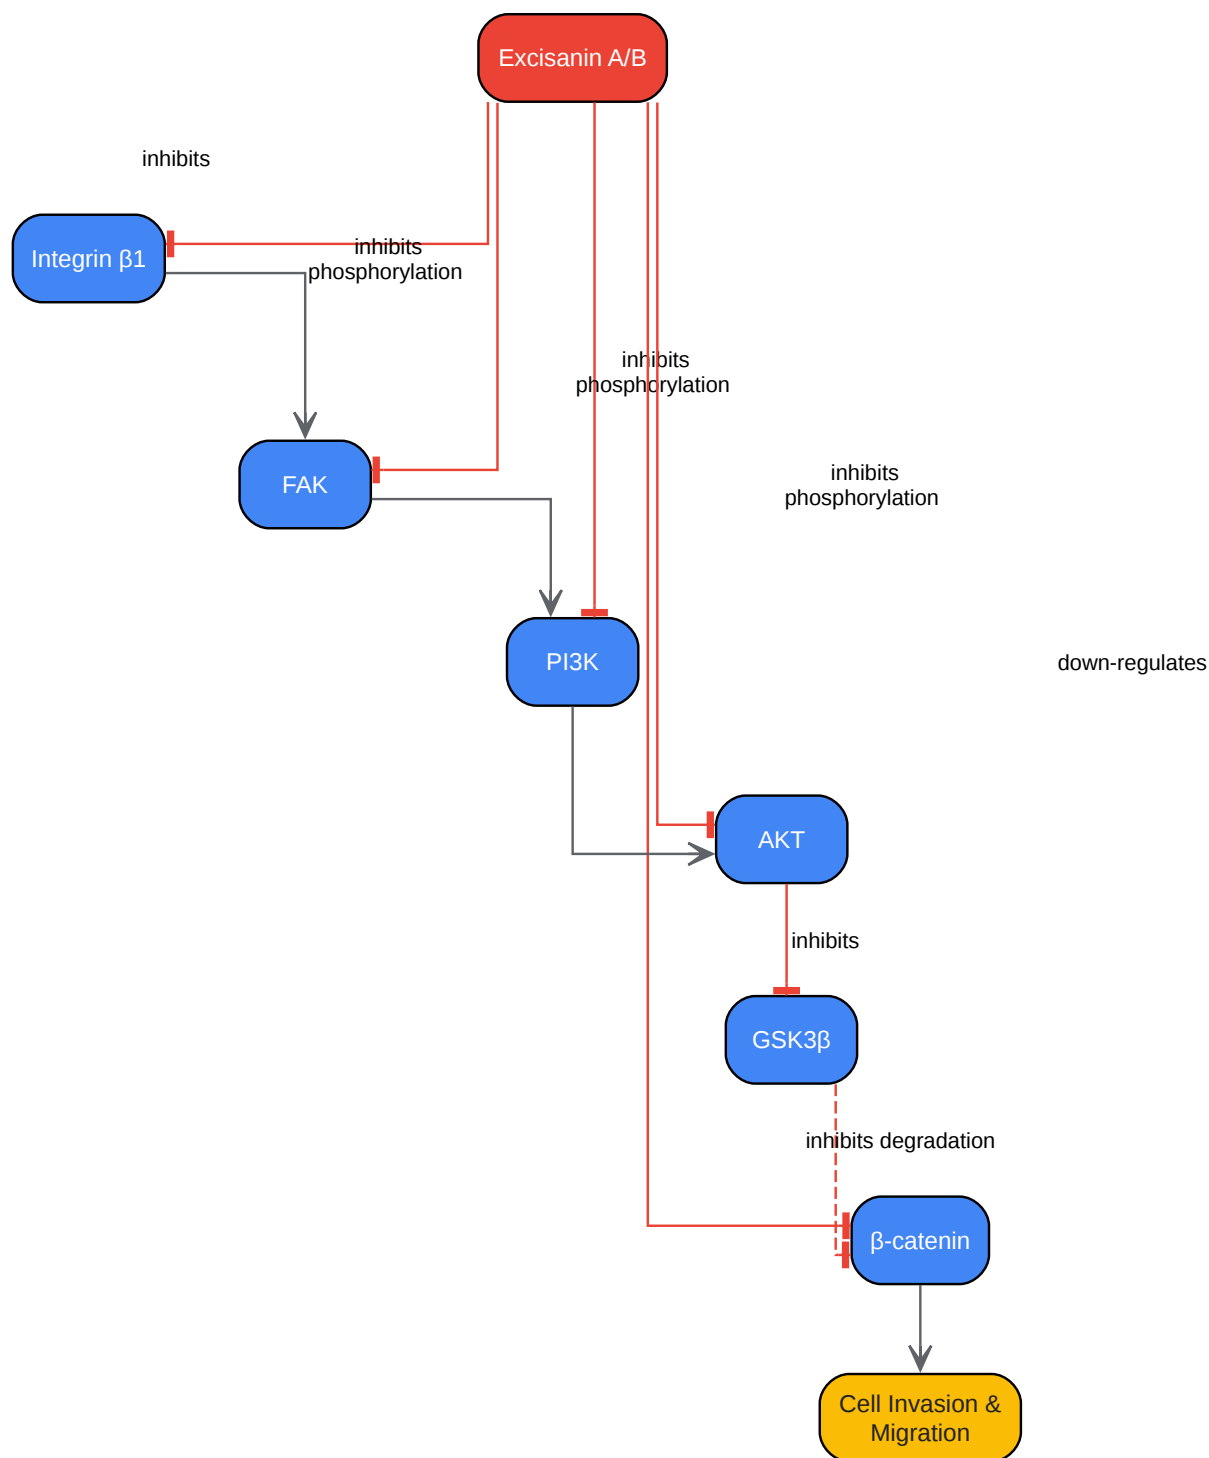 Excisanin A/B
inhibits
Integrin β1
inhibits
phosphorylation
inhibits
phosphorylation
inhibits
phosphorylation
FAK
PI3K
down-regulates
AKT
inhibits
GSK3β
inhibits degradation
β-catenin
Cell Invasion &
Migration